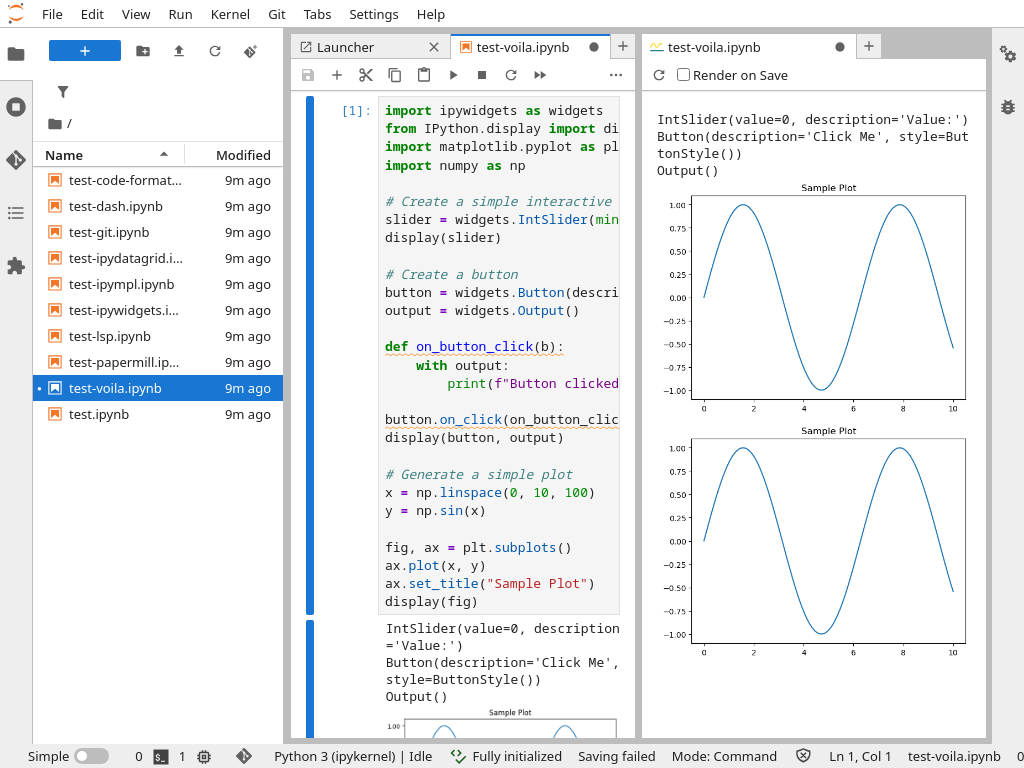 File Edit View Run Kernel Git Tabs Settings Help
Launcher
test-voila.ipynb
test-voila.ipynb
Render on Save
/
Name Modified
test-code-format... 9m ago
test-dash.ipynb 9m ago
test-git.ipynb 9m ago
test-ipydatagrid.i... 9m ago
test-ipympl.ipynb 9m ago
test-ipywidgets.i... 9m ago
test-lsp.ipynb 9m ago
test-papermill.ip... 9m ago
test-voila.ipynb 9m ago
test.ipynb 9m ago
[1]:
import ipywidgets as widgets
from IPython.display import di
import matplotlib.pyplot as pl
import numpy as np
# Create a simple interactive
slider = widgets.IntSlider(min
display(slider)
# Create a button
button = widgets.Button(descri
output = widgets.Output()
def on_button_click(b):
with output:
print(f"Button clicked
button.on_click(on_button_clic
display(button, output)
# Generate a simple plot
x = np.linspace(0, 10, 100)
y = np.sin(x)
fig, ax = plt.subplots()
ax.plot(x, y)
ax.set_title("Sample Plot")
display(fig)
IntSlider(value=0, description
='Value:')
Button(description='Click Me',
style=ButtonStyle())
Output()
Sample Plot
1.00
IntSlider(value=0, description='Value:')
Button(description='Click Me', style=But
tonStyle())
Output()
Sample Plot
1.00
0.75
0.50
0.25
0.00
−0.25
−0.50
−0.75
−1.00
0 2 4 6 8 10
Sample Plot
1.00
0.75
0.50
0.25
0.00
−0.25
−0.50
−0.75
−1.00
0 2 4 6 8 10
Simple 0 1 Python 3 (ipykernel) | Idle Fully initialized Saving failed Mode: Command Ln 1, Col 1 test-voila.ipynb 0